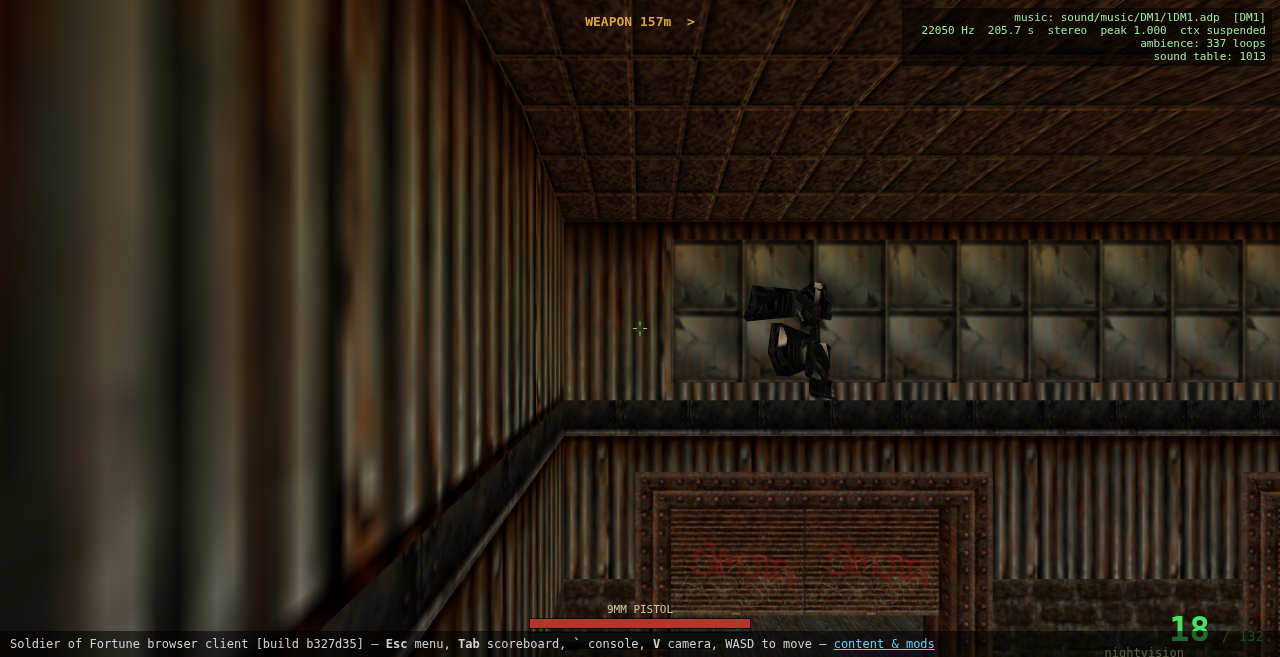 WEAPON 157m >
music: sound/music/DM1/lDM1.adp [DM1]
22050 Hz 205.7 s stereo peak 1.000 ctx suspended
ambience: 337 loops
sound table: 1013
9MM PISTOL
18 / 132
Soldier of Fortune browser client [build b327d35] — Esc menu, Tab scoreboard, ` console, V camera, WASD to move — content & mods
nightvision